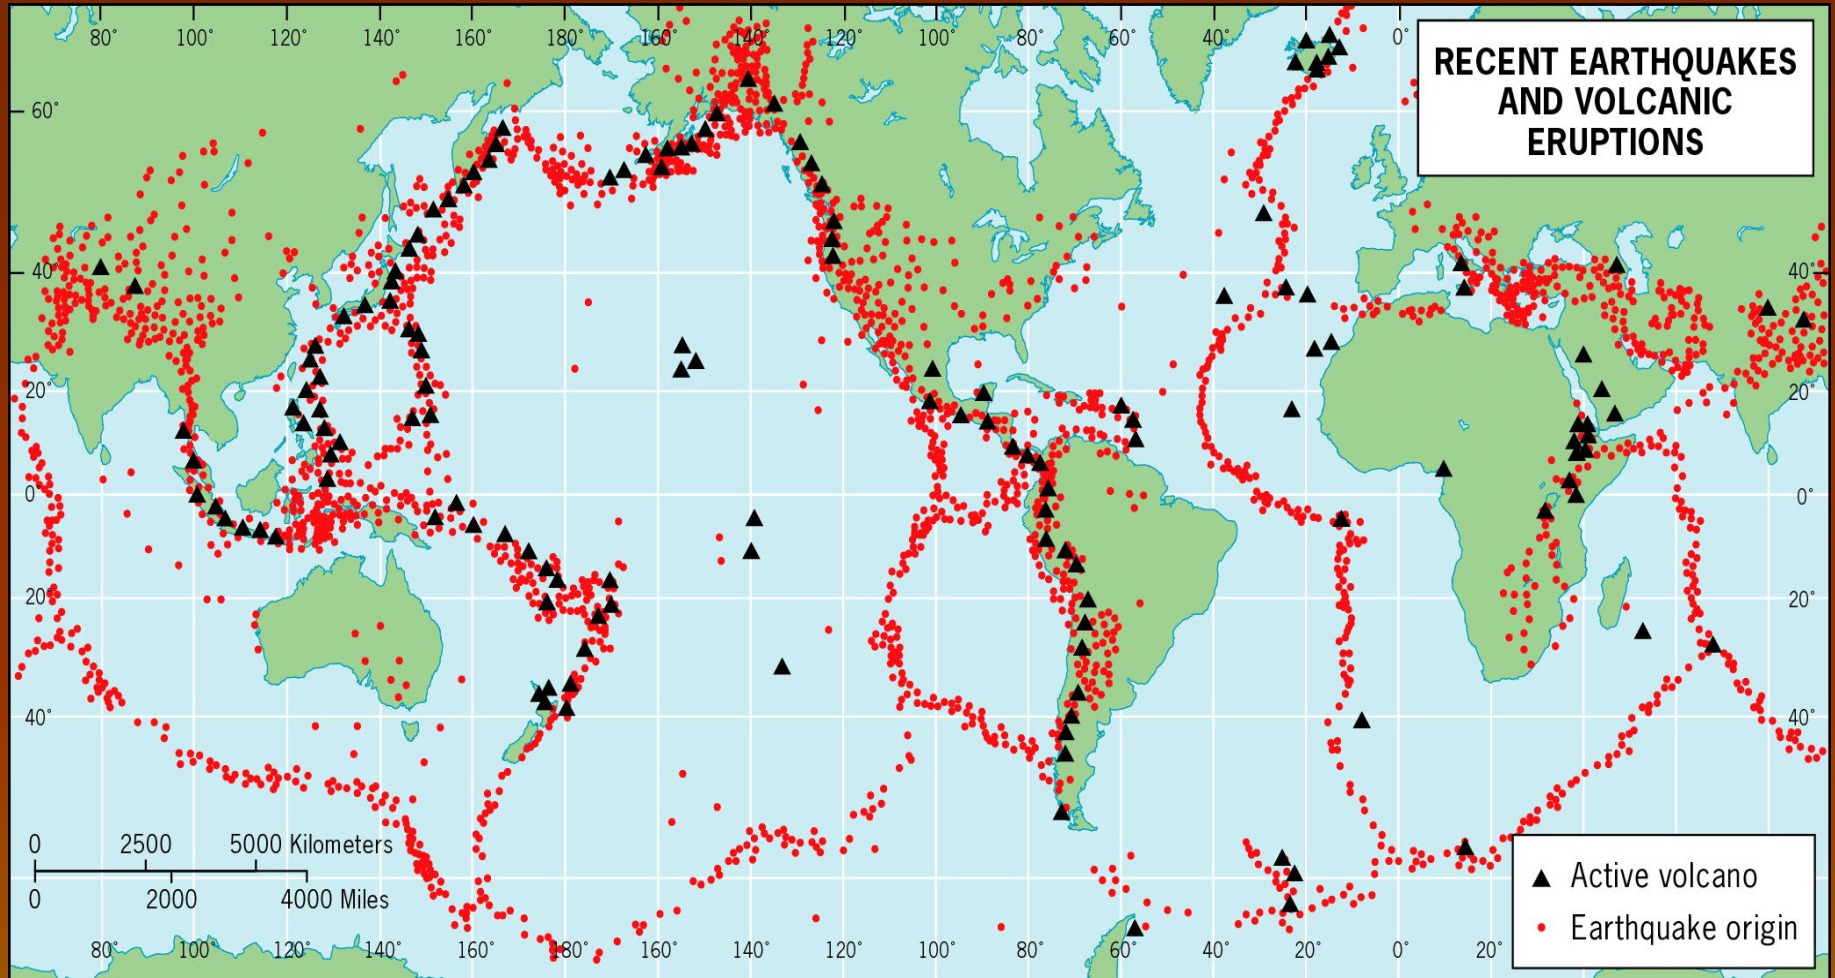 80° 100° 120° 140° 160° 180° 160° 140° 120° 100° 80° 60° 40° 20° 0°
RECENT EARTHQUAKES
AND VOLCANIC
ERUPTIONS
60°
40° 40°
20° 20°
0° 0°
20° 20°
40° 40°
0 2500 5000 Kilometers
0 2000 4000 Miles
Active volcano
Earthquake origin
80° 100° 120° 140° 160° 180° 160° 140° 120° 100° 80° 60° 40° 20° 0° 20°